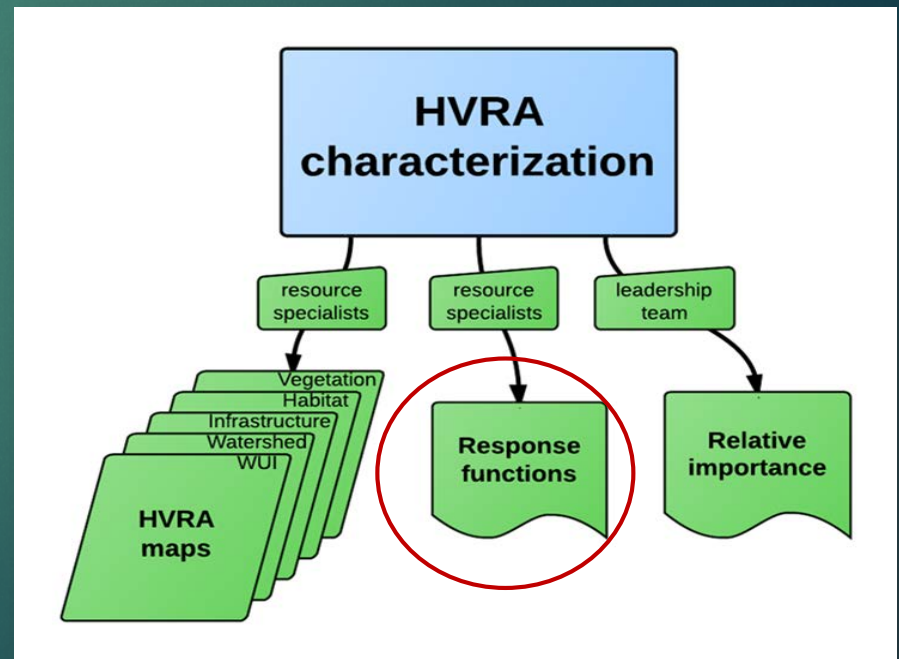 HVRA
characterization
resource
specialists
resource
specialists
leadership
team
Vegetation
Habitat
Infrastructure
Watershed
WUI
HVRA
maps
Response
functions
Relative
importance